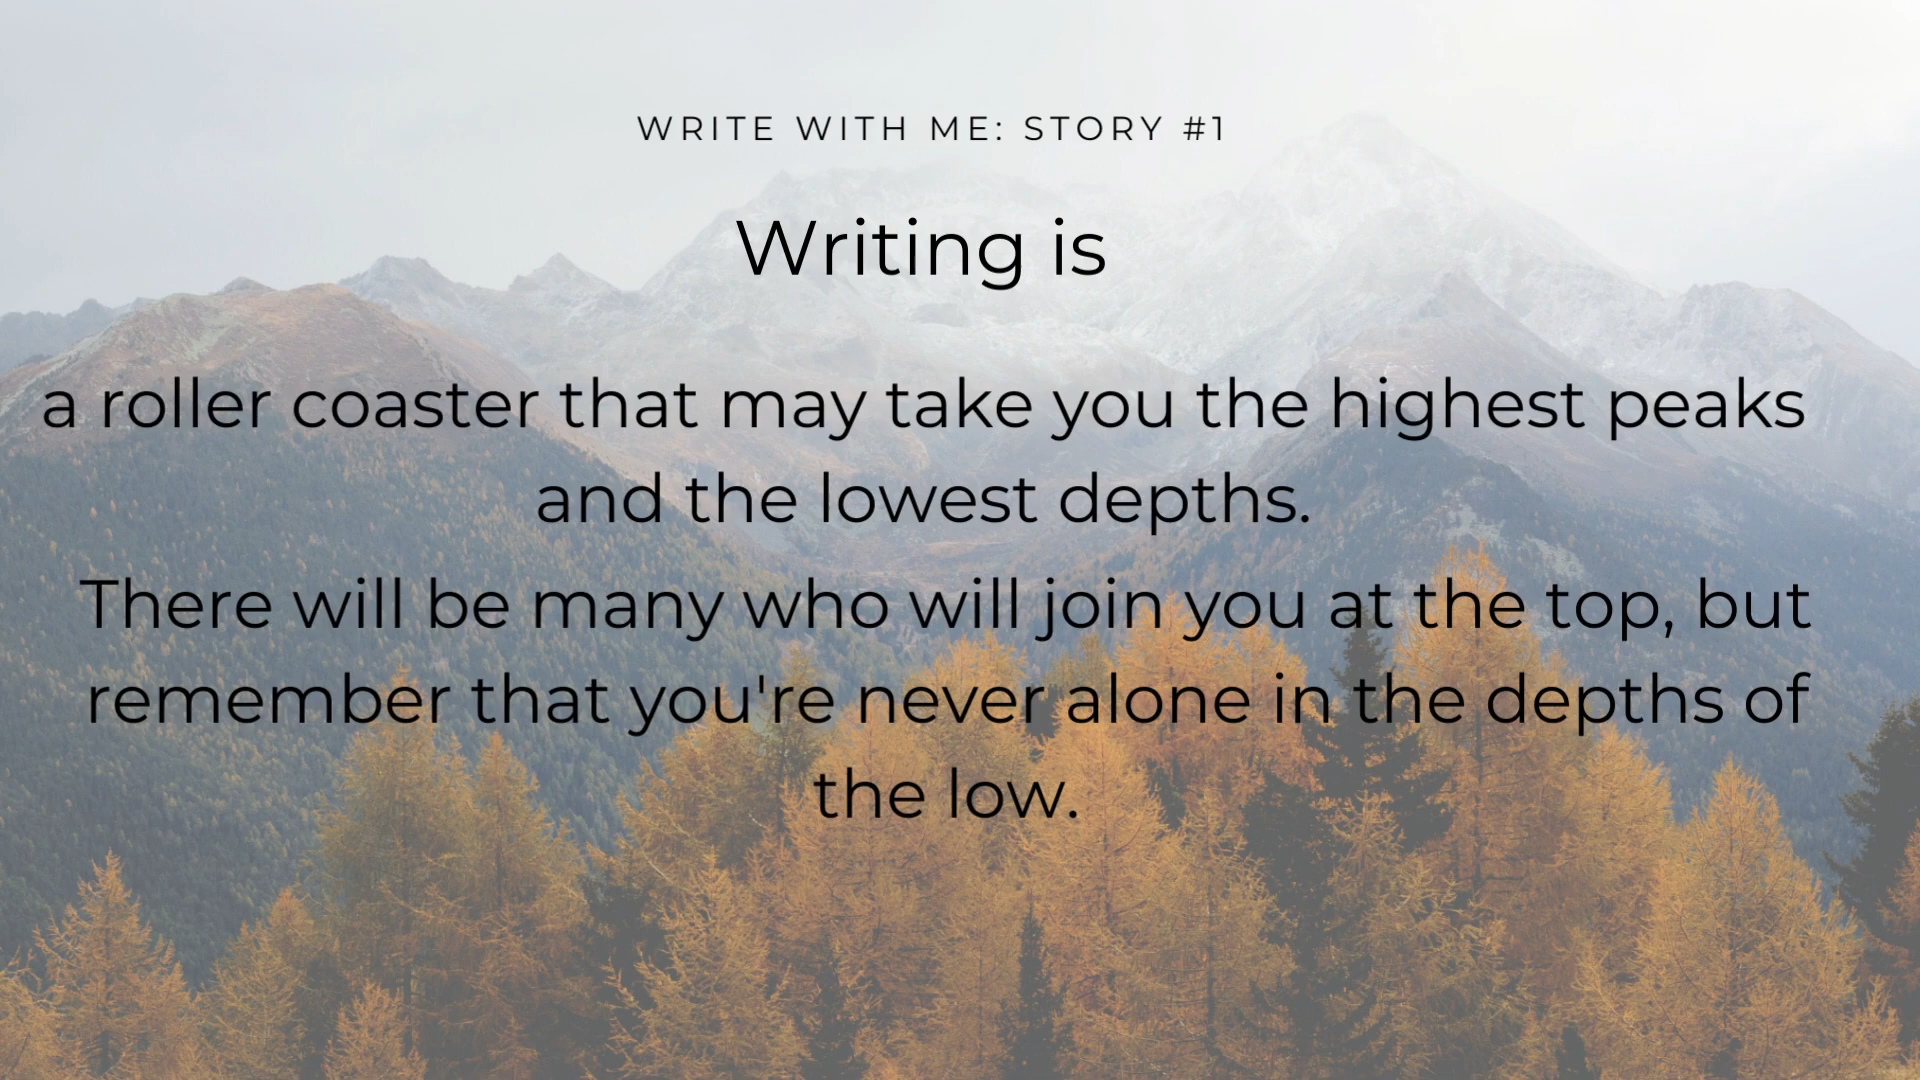 WRITE WITH ME: STORY #1
Writing is
a roller coaster that may take you the highest peaks
and the lowest depths.
There will be many who will join you at the top, but
remember that you're never alone in the depths of
the low.